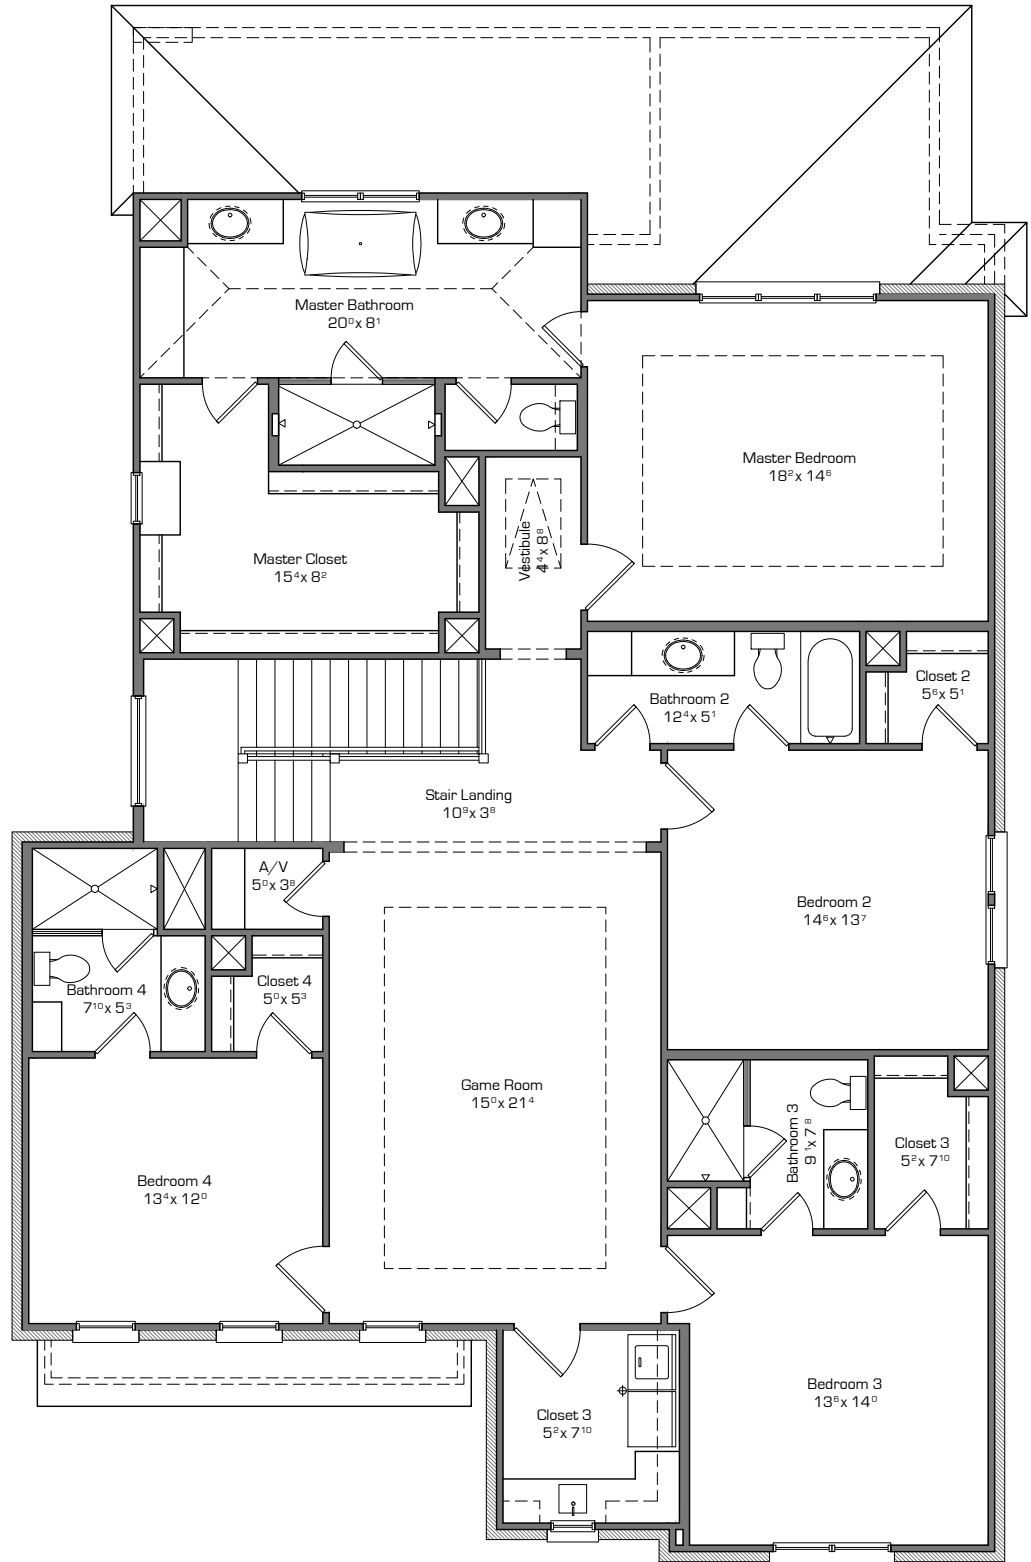 Master Bathroom
20⁰x 8¹
Master Bedroom
18²x 14⁶
Vestibule
4⁴x 8⁸
Master Closet
15⁴x 8²
Closet 2
5⁶x 5¹
Bathroom 2
12⁴x 5¹
Stair Landing
10⁹x 3⁸
A/V
5⁰x 3⁸
Bedroom 2
14⁶x 13⁷
Closet 4
5⁰x 5³
Bathroom 4
7¹⁰x 5³
Game Room
15⁰x 21⁴
Bathroom 3
9¹x 7⁸
Closet 3
5²x 7¹⁰
Bedroom 4
13⁴x 12⁰
Bedroom 3
13⁶x 14⁰
Closet 3
5²x 7¹⁰